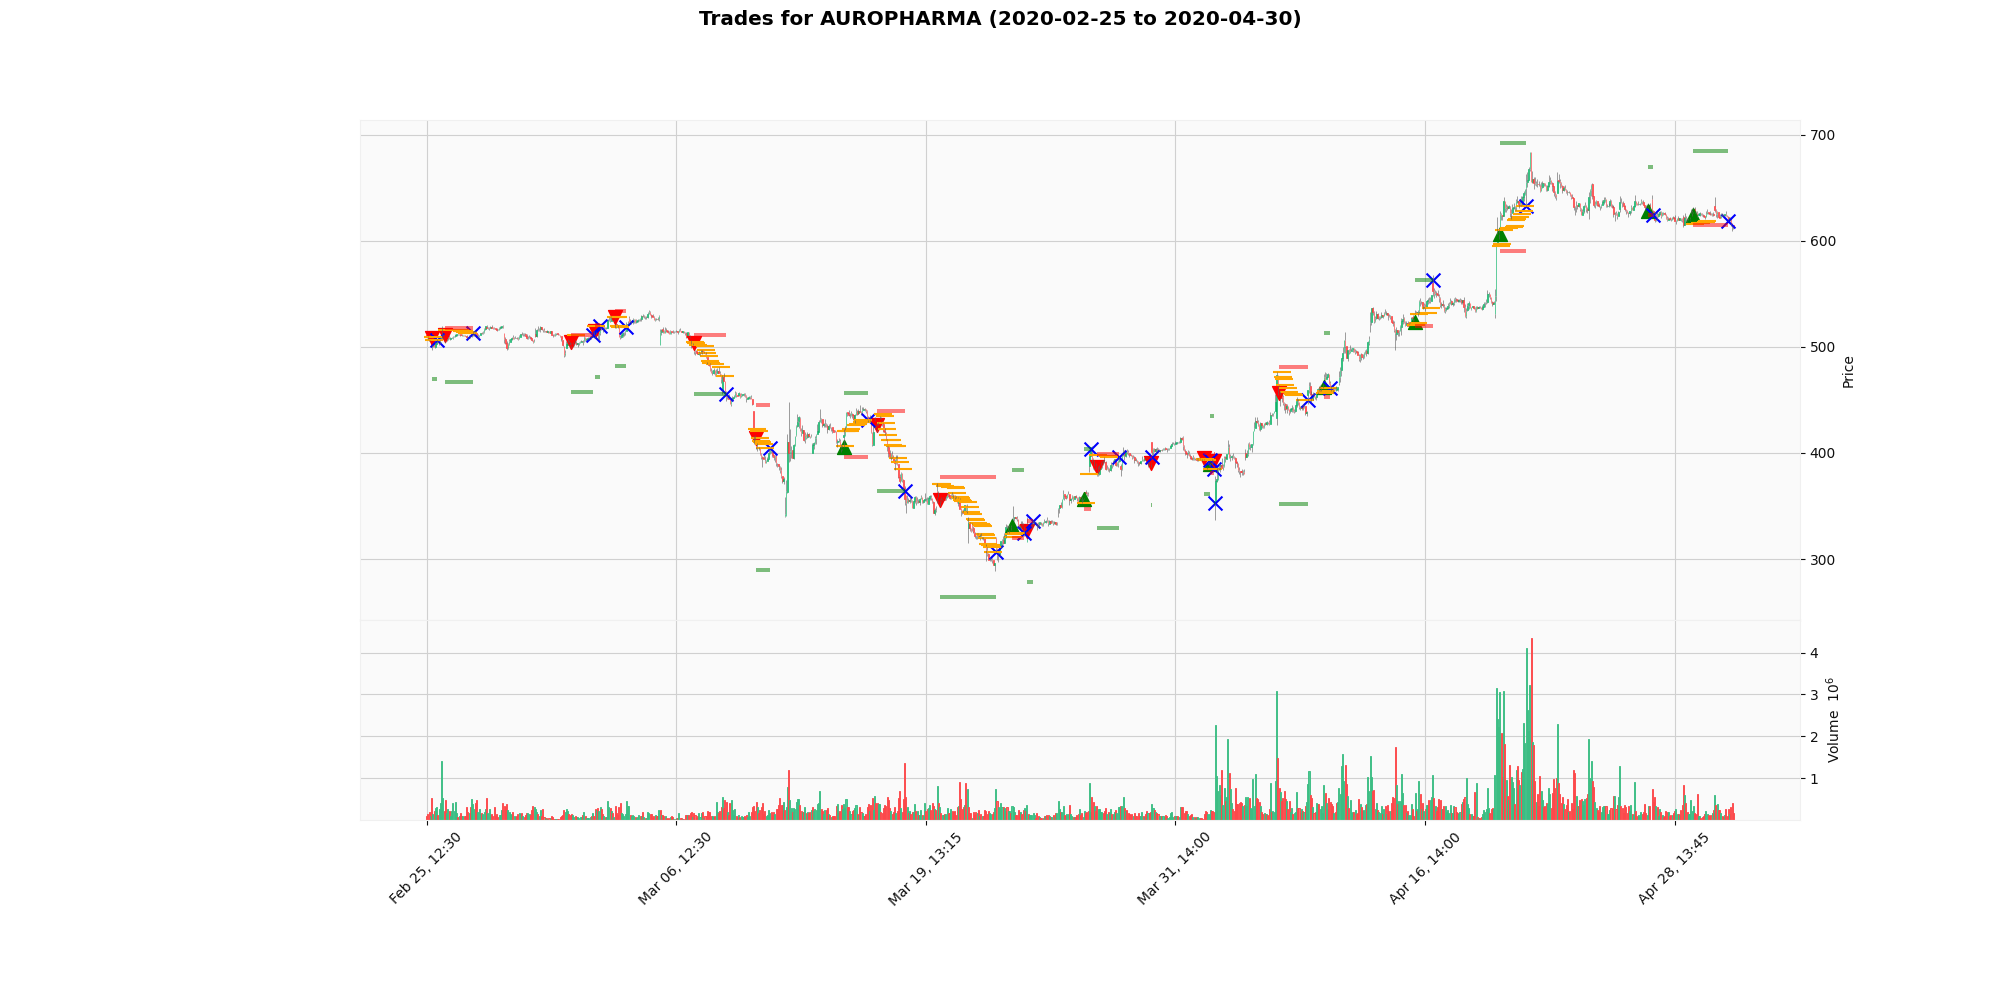 Trades for AUROPHARMA (2020-02-25 to 2020-04-30)
700
600
500
400
300
Price
4
3
2
1
Volume 10^6
Feb 25, 12:30
Mar 06, 12:30
Mar 19, 13:15
Mar 31, 14:00
Apr 16, 14:00
Apr 28, 13:45